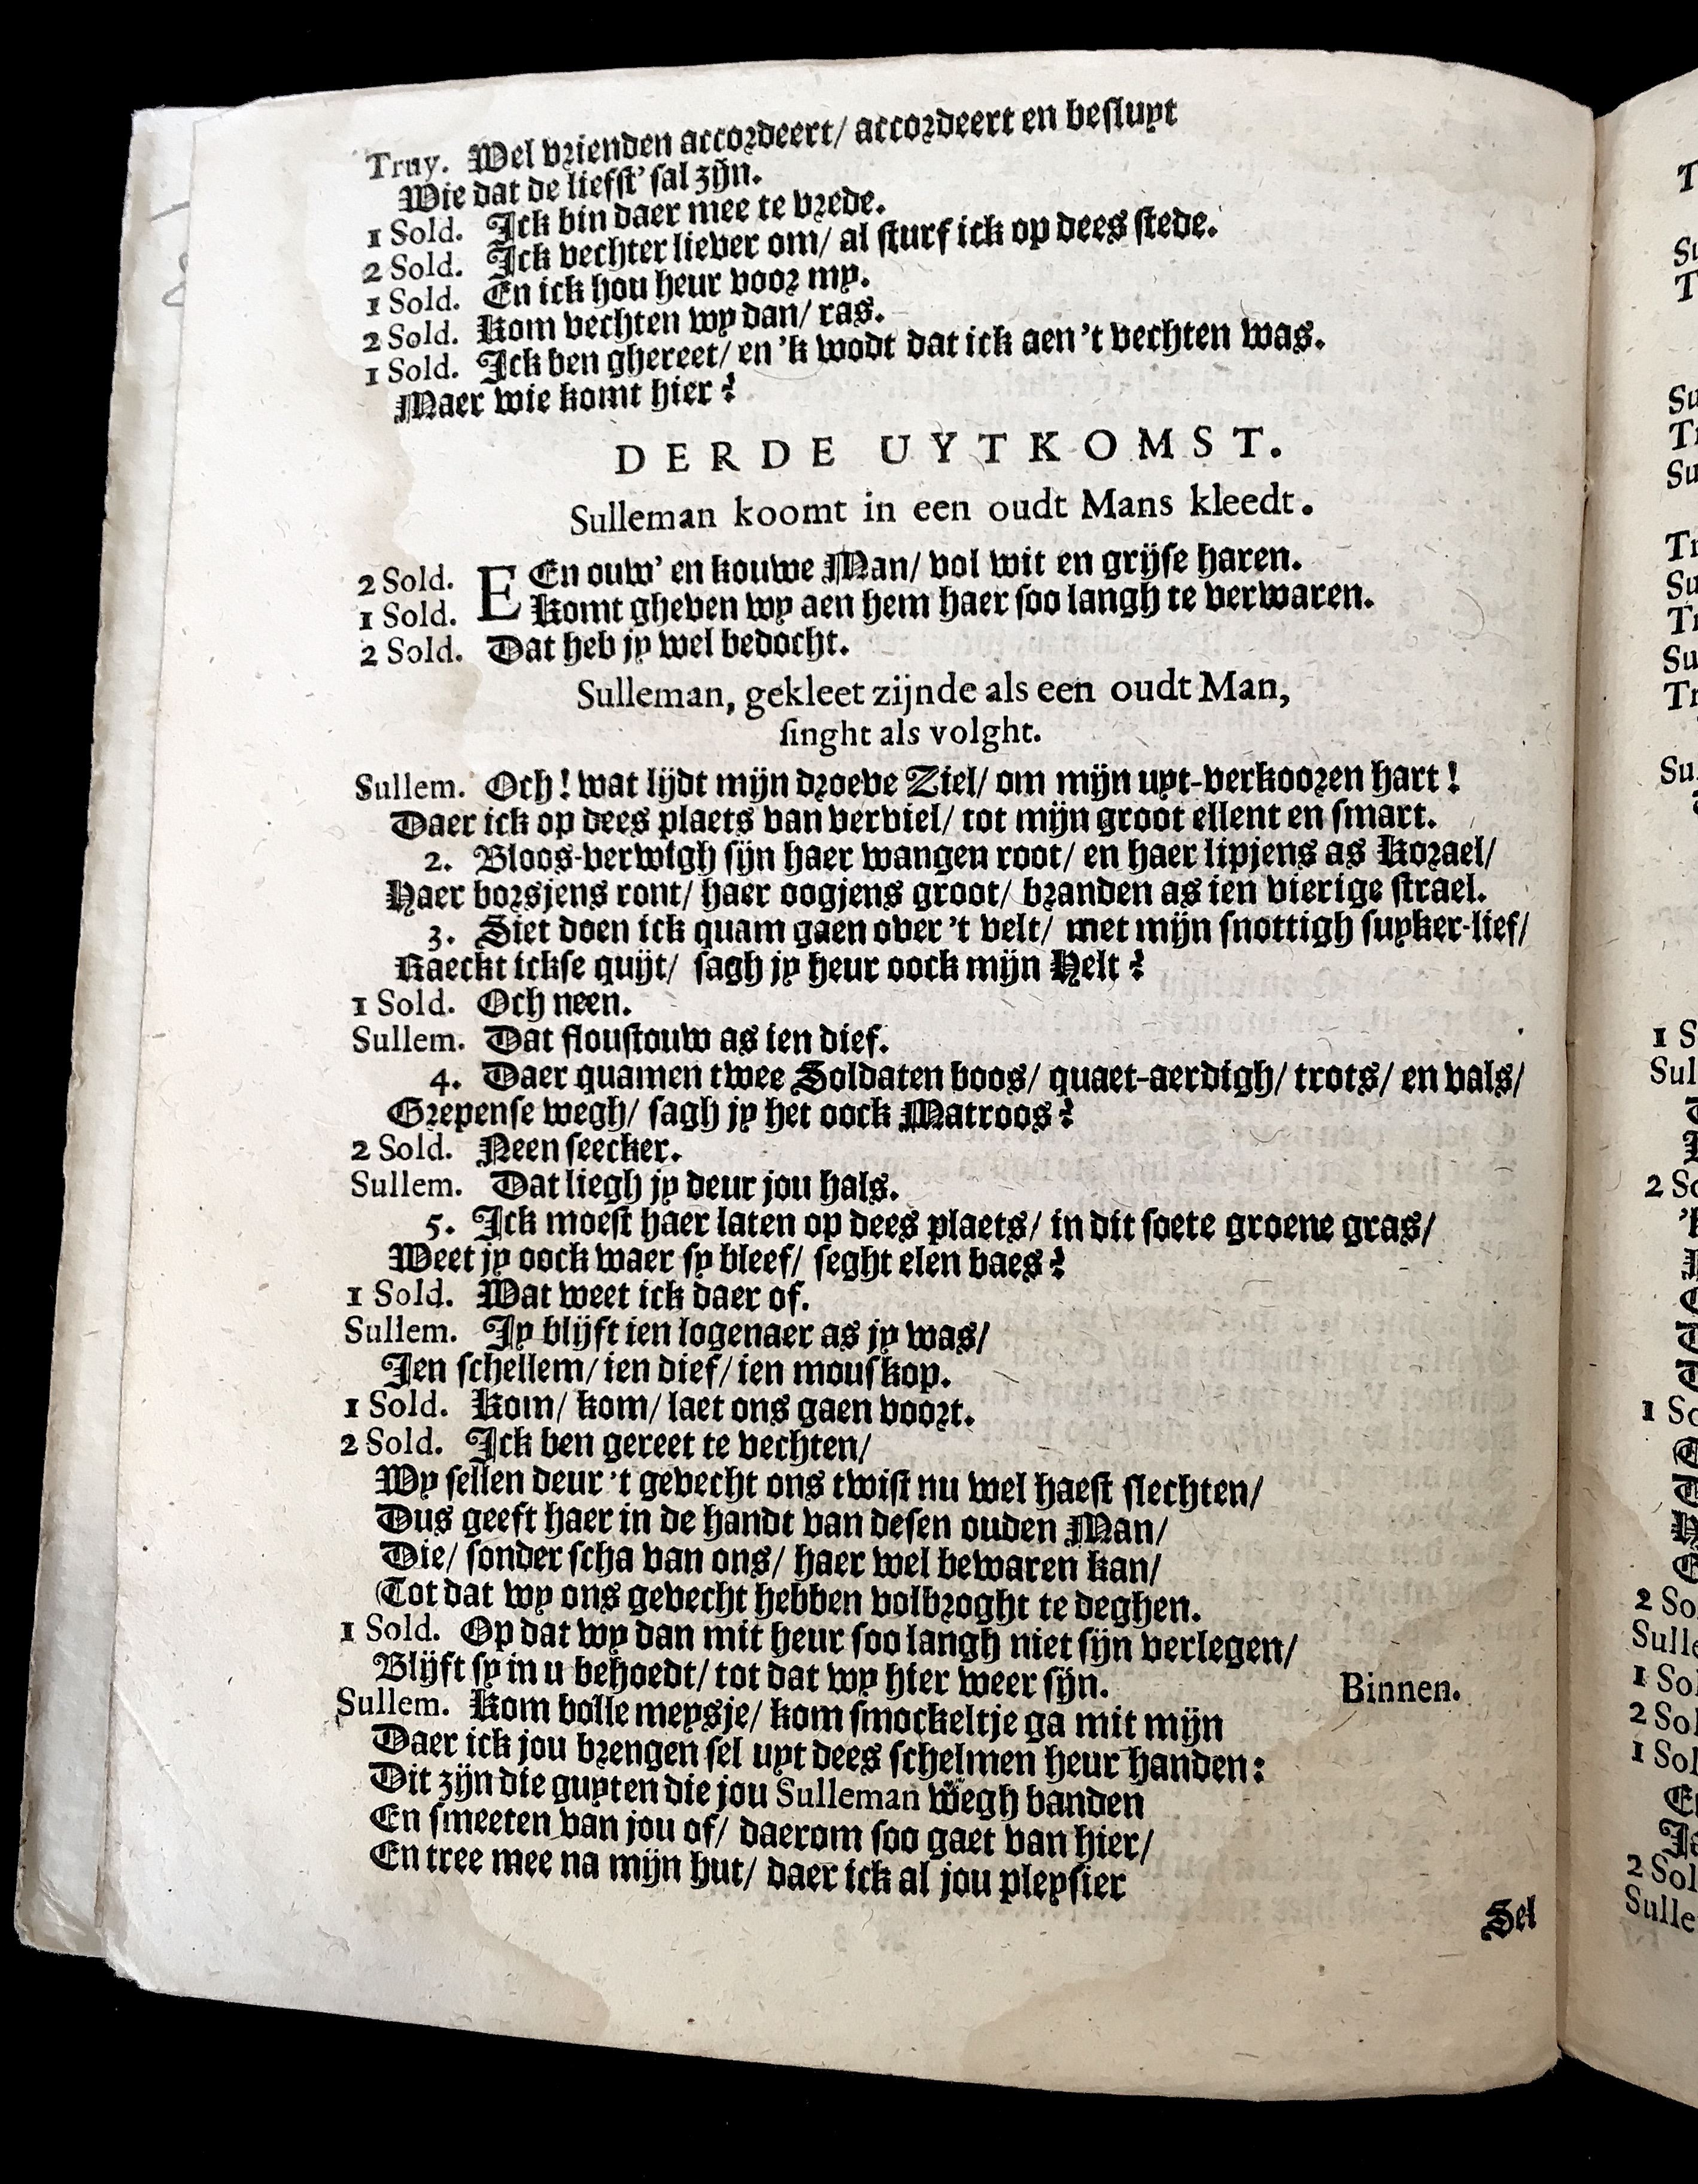 Truy. Wel vrienden accordeert/ accordeert en besluyt
Wie dat de liefst' sal zijn.
1 Sold. Ick bin daer mee te vrede.
2 Sold. Ick vechter liever om/ al sturf ick op dees stede.
1 Sold. En ick hou heur voor my.
2 Sold. Kom vechten wy dan/ ras.
1 Sold. Ick ben ghereet/ en 'k wodt dat ick aen 't vechten was.
Maer wie komt hier?
DERDE UYTKOMST.
Sulleman koomt in een oudt Mans kleedt.
2 Sold. EEn ouw' en kouwe Man/ vol wit en grijse haren.
1 Sold. Komt gheven wy aen hem haer soo langh te verwaren.
2 Sold. Dat heb jy wel bedocht.
Sulleman, gekleet zijnde als een oudt Man,
singht als volght.
Sullem. Och! wat lijdt mijn droeve Ziel/ om mijn uyt-verkooren hart!
Daer ick op dees plaets van verviel/ tot mijn groot ellent en smart.
2. Bloos-verwigh sijn haer wangen root/ en haer lipjens as Korael/
Haer borsjens ront/ haer oogjens groot/ branden as ien vierige strael.
3. Siet doen ick quam gaen over 't velt/ met mijn snottigh suyker-lief/
Raeckt ickse quijt/ sagh jy heur oock mijn Helt?
1 Sold. Och neen.
Sullem. Dat floustouw as ien dief.
4. Daer quamen twee Soldaten boos/ quaet-aerdigh/ trots/ en vals/
Grepense wegh/ sagh jy het oock Matroos?
2 Sold. Neen seecker.
Sullem. Dat liegh jy deur jou hals.
5. Ick moest haer laten op dees plaets/ in dit soete groene gras/
Weet jy oock waer sy bleef/ seght elen baes?
1 Sold. Wat weet ick daer of.
Sullem. Jy blijft ien logenaer as jy was/
Ien schellem/ ien dief/ ien mouskop.
1 Sold. Kom/ kom/ laet ons gaen voort.
2 Sold. Ick ben gereet te vechten/
Wy sellen deur 't gevecht ons twist nu wel haest slechten/
Dus geeft haer in de handt van desen ouden Man/
Die/ sonder scha van ons/ haer wel bewaren kan/
Tot dat wy ons gevecht hebben volbroght te deghen.
1 Sold. Op dat wy dan mit heur soo langh niet sijn verlegen/
Blijft sy in u behoedt/ tot dat wy hier weer sijn. Binnen.
Sullem. Kom bolle meysje/ kom smockeltje ga mit mijn
Daer ick jou brengen sel uyt dees schelmen heur handen:
Dit zijn die guyten die jou Sulleman wegh banden
En smeeten van jou of/ daerom soo gaet van hier/
En tree mee na mijn hut/ daer ick al jou pleysier
Sel